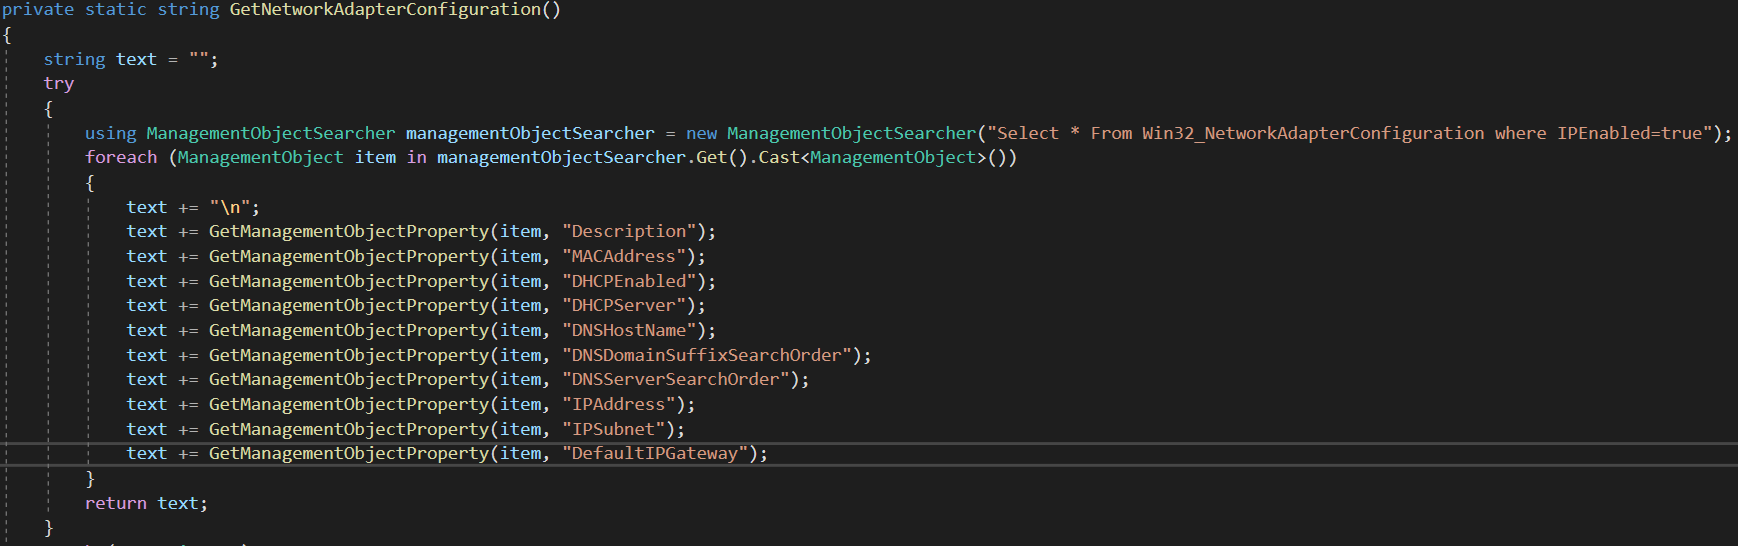 private static string GetNetworkAdapterConfiguration()
{
string text = "";
try
{
using ManagementObjectSearcher managementObjectSearcher = new ManagementObjectSearcher("Select * From Win32_NetworkAdapterConfiguration where IPEnabled=true");
foreach (ManagementObject item in managementObjectSearcher.Get().Cast<ManagementObject>())
{
text += "\n";
text += GetManagementObjectProperty(item, "Description");
text += GetManagementObjectProperty(item, "MACAddress");
text += GetManagementObjectProperty(item, "DHCPEnabled");
text += GetManagementObjectProperty(item, "DHCPServer");
text += GetManagementObjectProperty(item, "DNSHostName");
text += GetManagementObjectProperty(item, "DNSDomainSuffixSearchOrder");
text += GetManagementObjectProperty(item, "DNSServerSearchOrder");
text += GetManagementObjectProperty(item, "IPAddress");
text += GetManagementObjectProperty(item, "IPSubnet");
text += GetManagementObjectProperty(item, "DefaultIPGateway");
}
return text;
}